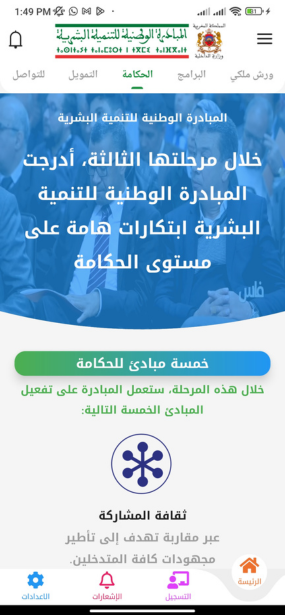 1:49 PM
المملكة المغربية
وزارة الداخلية
المبادرة الوطنية للتنمية البشرية
ورش ملكي
البرامج
الحكامة
التمويل
للتواصل
المبادرة الوطنية للتنمية البشرية
خلال مرحلتها الثالثة، أدرجت
المبادرة الوطنية للتنمية
البشرية ابتكارات هامة على
مستوى الحكامة
فاس
خمسة مبادئ للحكامة
خلال هذه المرحلة، ستعمل المبادرة على تفعيل
المبادئ الخمسة التالية:
ثقافة المشاركة
عبر مقاربة تهدف إلى تأطير
مجهودات كافة المتدخلين.
الرئيسة
التسجيل
الإشعارات
الاعدادات